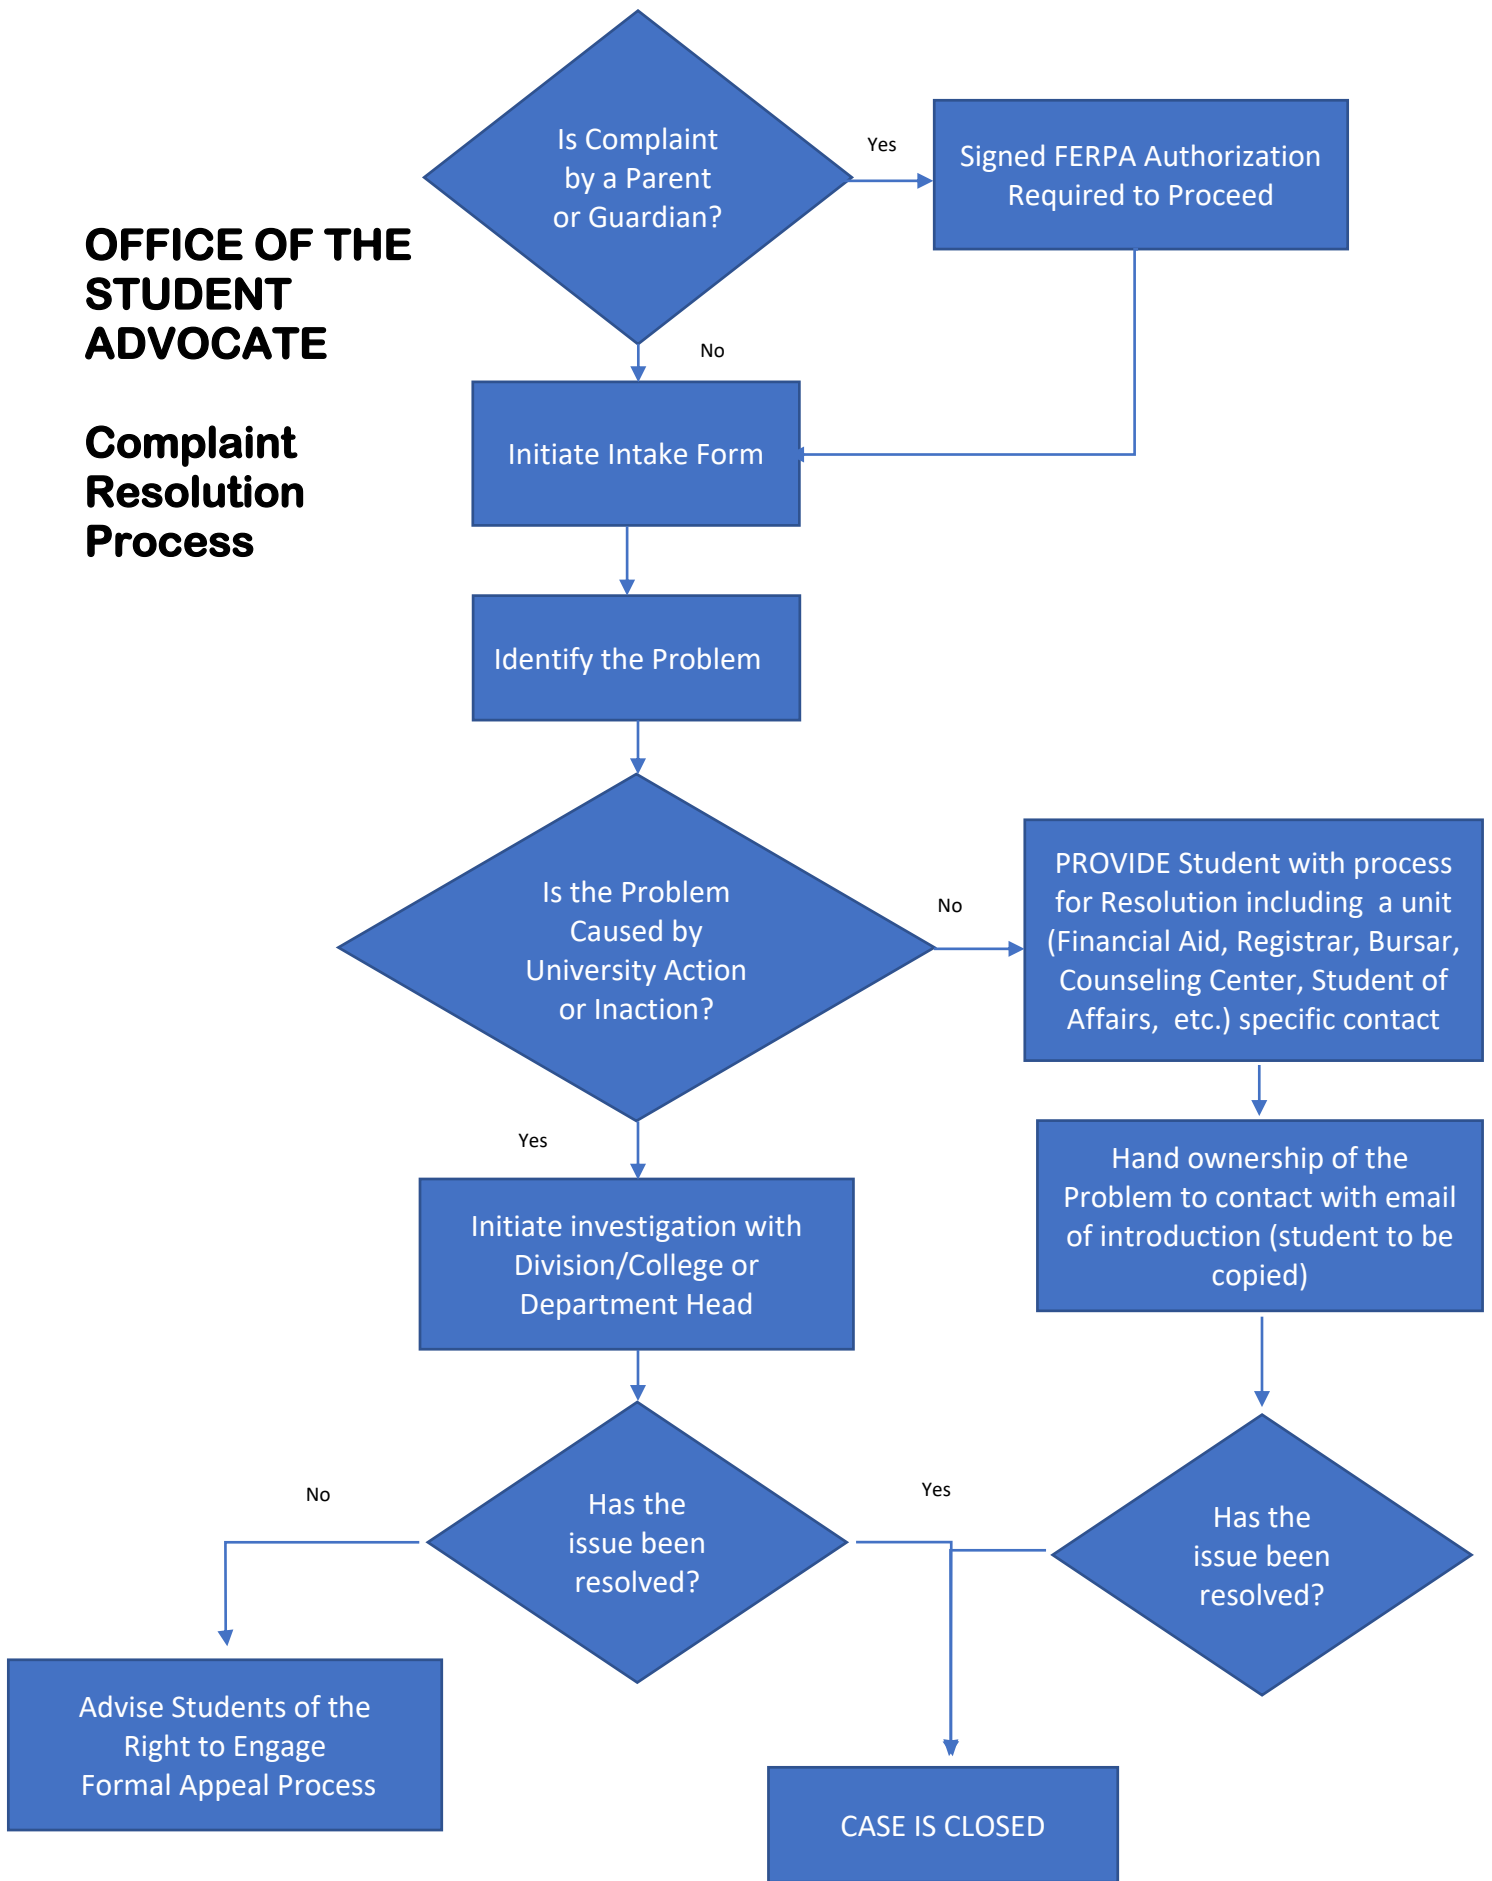 Is Complaint
by a Parent
or Guardian?
Yes
Signed FERPA Authorization
Required to Proceed
OFFICE OF THE
STUDENT
ADVOCATE
Complaint
Resolution
Process
No
Initiate Intake Form
Identify the Problem
Is the Problem
Caused by
University Action
or Inaction?
No
PROVIDE Student with process
for Resolution including a unit
(Financial Aid, Registrar, Bursar,
Counseling Center, Student of
Affairs, etc.) specific contact
Yes
Hand ownership of the
Problem to contact with email
of introduction (student to be
copied)
Initiate investigation with
Division/College or
Department Head
No
Has the
issue been
resolved?
Yes
Has the
issue been
resolved?
Advise Students of the
Right to Engage
Formal Appeal Process
CASE IS CLOSED